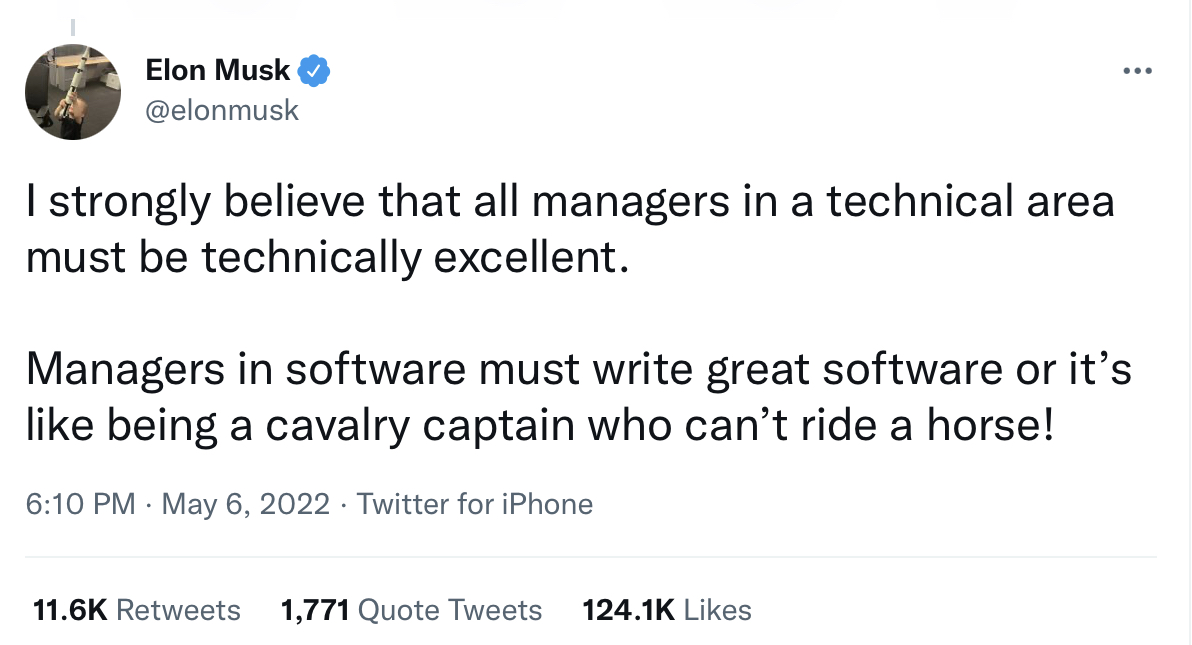 Elon Musk
@elonmusk
I strongly believe that all managers in a technical area
must be technically excellent.
Managers in software must write great software or it’s
like being a cavalry captain who can’t ride a horse!
6:10 PM · May 6, 2022 · Twitter for iPhone
11.6K Retweets 1,771 Quote Tweets 124.1K Likes